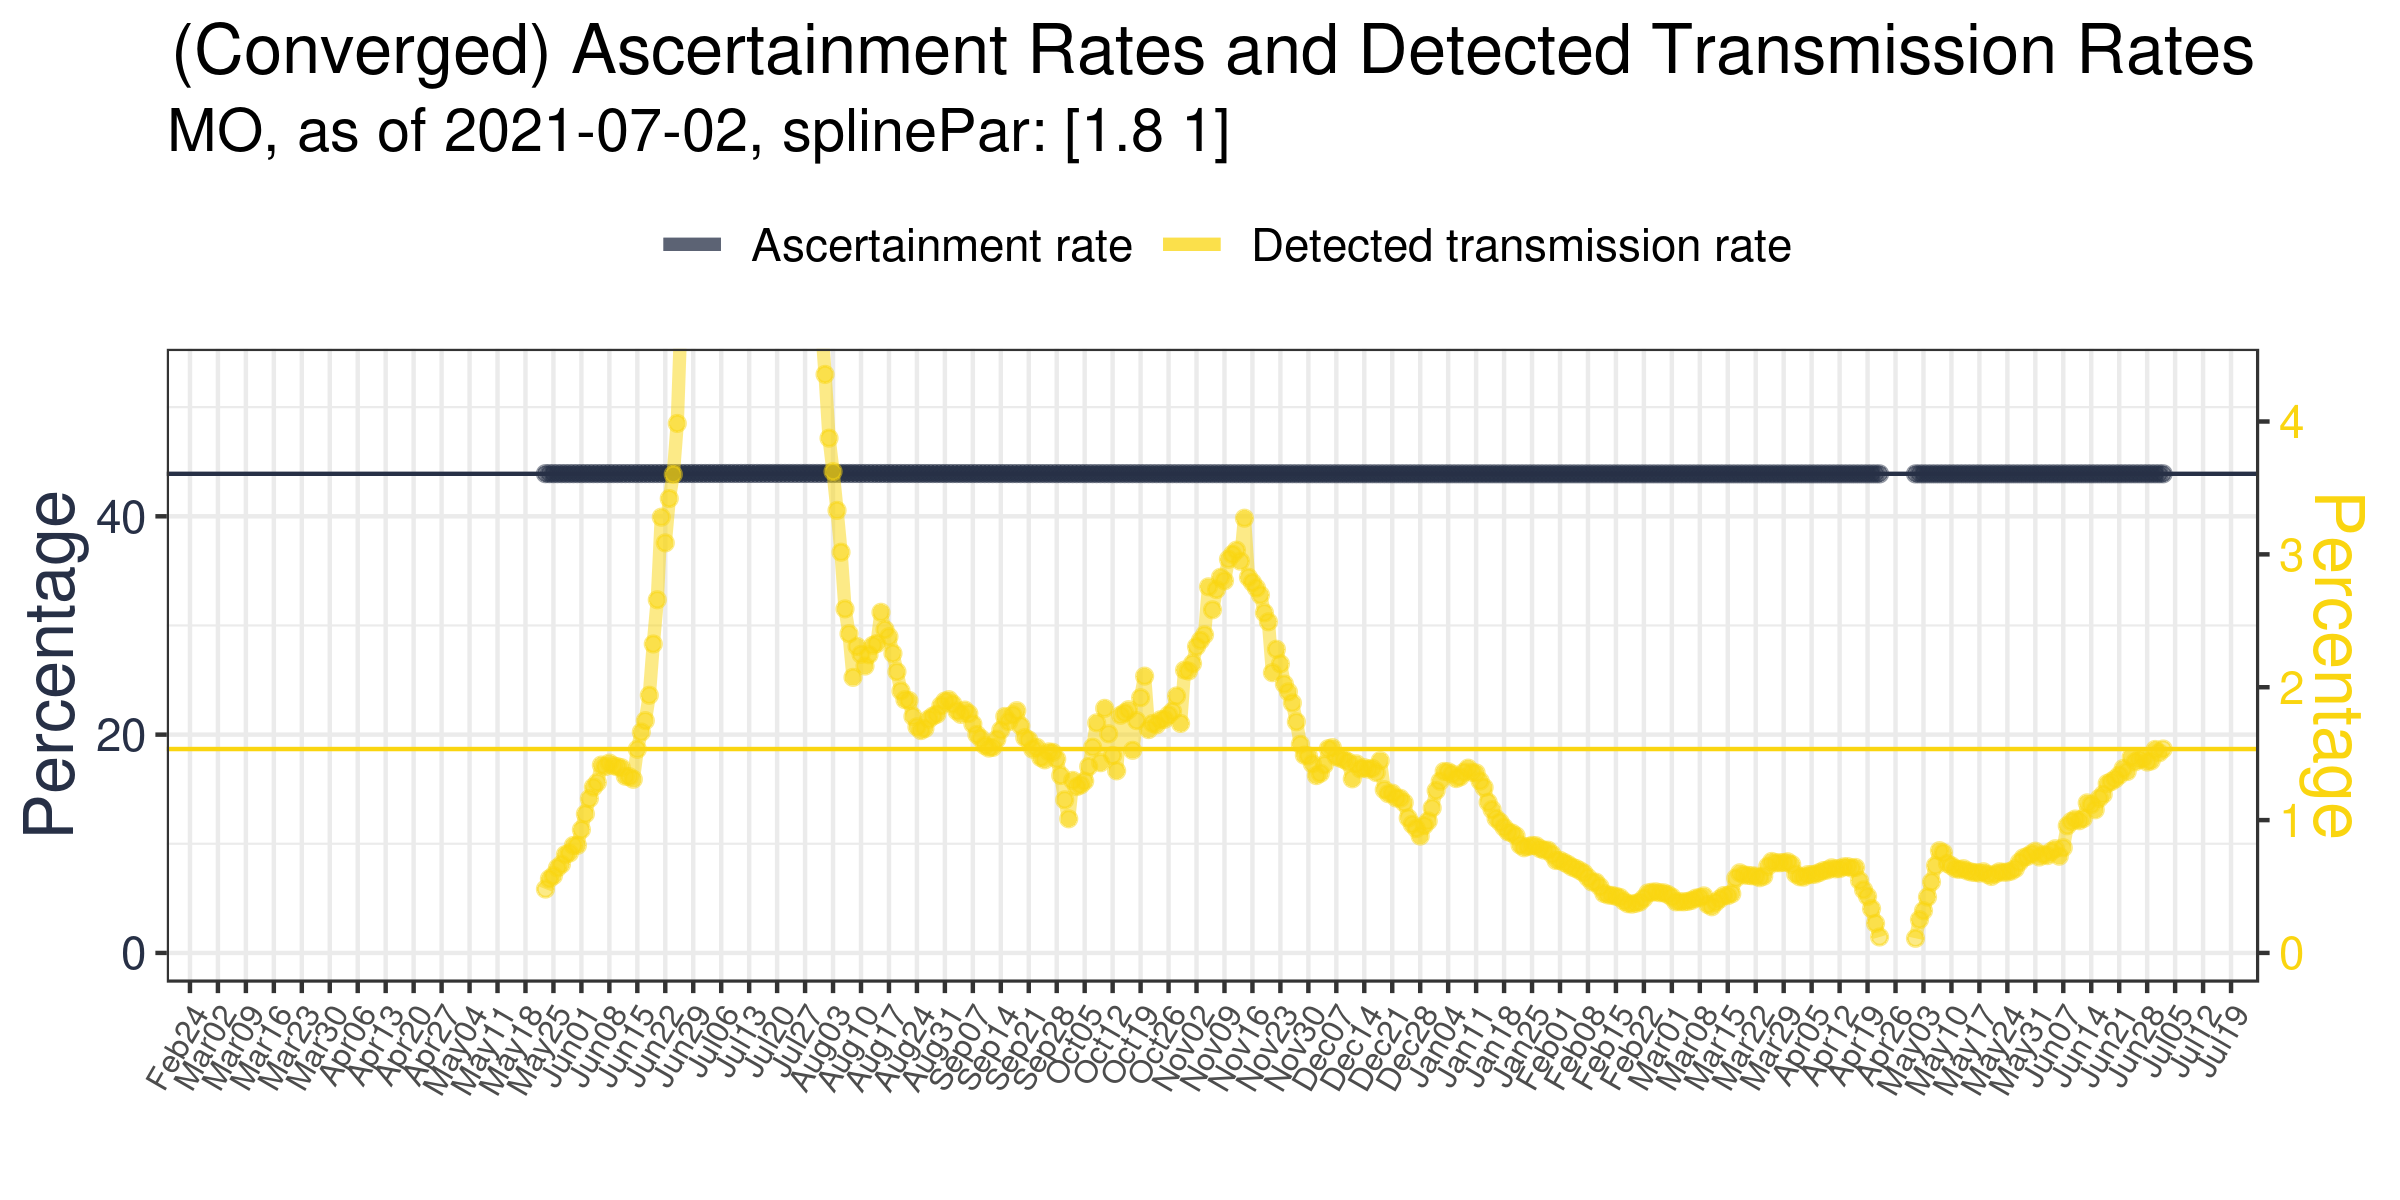 (Converged) Ascertainment Rates and Detected Transmission Rates
MO, as of 2021-07-02, splinePar: [1.8 1]
Ascertainment rate Detected transmission rate
Percentage
40
20
0
4
3
2
1
0
Percentage
Feb24 Mar02 Mar09 Mar16 Mar23 Mar30 Apr06 Apr13 Apr20 Apr27 May04 May11 May18 May25 Jun01 Jun08 Jun15 Jun22 Jun29 Jul06 Jul13 Jul20 Jul27 Aug03 Aug10 Aug17 Aug24 Aug31 Sep07 Sep14 Sep21 Sep28 Oct05 Oct12 Oct19 Oct26 Nov02 Nov09 Nov16 Nov23 Nov30 Dec07 Dec14 Dec21 Dec28 Jan04 Jan11 Jan18 Jan25 Feb01 Feb08 Feb15 Feb22 Mar01 Mar08 Mar15 Mar22 Mar29 Apr05 Apr12 Apr19 Apr26 May03 May10 May17 May24 May31 Jun07 Jun14 Jun21 Jun28 Jul05 Jul12 Jul19